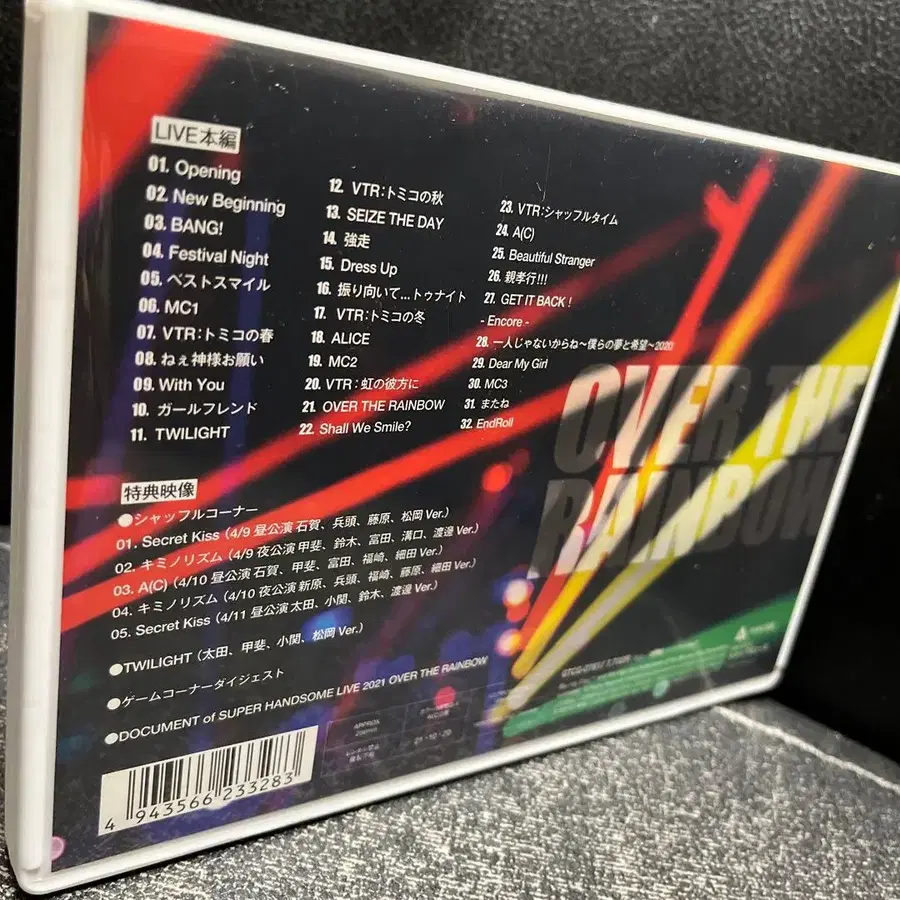 LIVE本編
01. Opening
02. New Beginning
03. BANG!
04. Festival Night
05. ベストスマイル
06. MC1
07. VTR:トミコの春
08. ねぇ神様お願い
09. With You
10. ガールフレンド
11. TWILIGHT
12. VTR:トミコの秋
13. SEIZE THE DAY
14. 強走
15. Dress Up
16. 振り向いて...トゥナイト
17. VTR:トミコの冬
18. ALICE
19. MC2
20. VTR:虹の彼方に
21. OVER THE RAINBOW
22. Shall We Smile?
23. VTR:シャッフルタイム
24. A(C)
25. Beautiful Stranger
26. 親孝行!!!
27. GET IT BACK!
- Encore -
28. 一人じゃないからね〜僕らの夢と希望〜2020
29. Dear My Girl
30. MC3
31. またね
32. EndRoll
OVER THE
RAINBOW
特典映像
●シャッフルコーナー
01. Secret Kiss (4/9 昼公演 石賀、兵頭、藤原、松岡 Ver.)
02. キミノリズム (4/9 夜公演 甲斐、鈴木、富田、溝口、渡邉 Ver.)
03. A(C) (4/10 昼公演 石賀、甲斐、富田、福崎、細田 Ver.)
04. キミノリズム (4/10 夜公演 新原、兵頭、福崎、藤原、細田 Ver.)
05. Secret Kiss (4/11 昼公演 太田、小関、鈴木、渡邉 Ver.)
●TWILIGHT (太田、甲斐、小関、松岡 Ver.)
●ゲームコーナーダイジェスト
●DOCUMENT of SUPER HANDSOME LIVE 2021 OVER THE RAINBOW
4 943566 233283